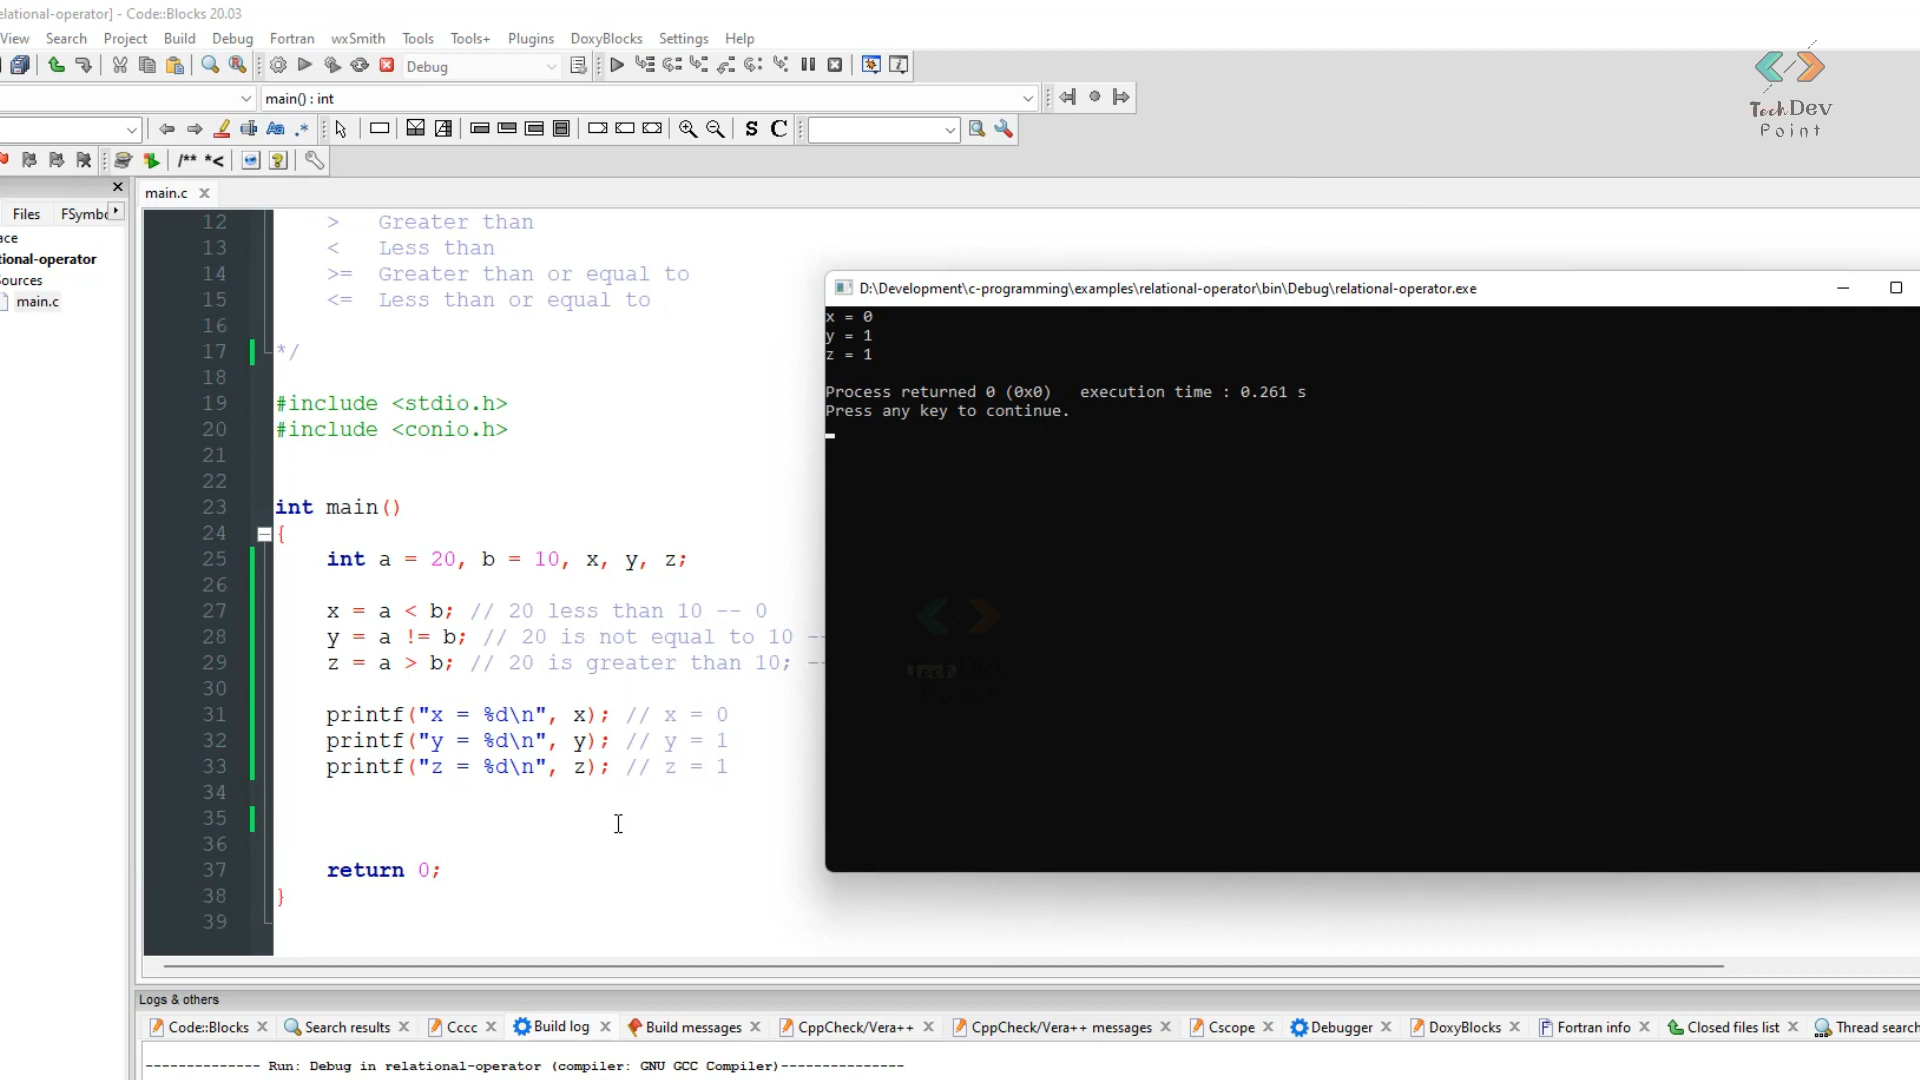 elational-operator] - Code::Blocks 20.03
View Search Project Build Debug Fortran wxSmith Tools Tools+ Plugins DoxyBlocks Settings Help
Debug
main() : int
S C
/** *<
TechDev
Point
main.c
Files FSymbo
ace
tional-operator
Sources
main.c
12 > Greater than
13 < Less than
14 >= Greater than or equal to
15 <= Less than or equal to
16
17 */
18
19 #include <stdio.h>
20 #include <conio.h>
21
22
23 int main()
24 {
25 int a = 20, b = 10, x, y, z;
26
27 x = a < b; // 20 less than 10 -- 0
28 y = a != b; // 20 is not equal to 10 --
29 z = a > b; // 20 is greater than 10; --
30
31 printf("x = %d\n", x); // x = 0
32 printf("y = %d\n", y); // y = 1
33 printf("z = %d\n", z); // z = 1
34
35
36
37 return 0;
38 }
39
D:\Development\c-programming\examples\relational-operator\bin\Debug\relational-operator.exe
x = 0
y = 1
z = 1
Process returned 0 (0x0) execution time : 0.261 s
Press any key to continue.
Logs & others
Code::Blocks Search results Cccc Build log Build messages CppCheck/Vera++ CppCheck/Vera++ messages Cscope Debugger DoxyBlocks Fortran info Closed files list Thread search
-------------- Run: Debug in relational-operator (compiler: GNU GCC Compiler)---------------